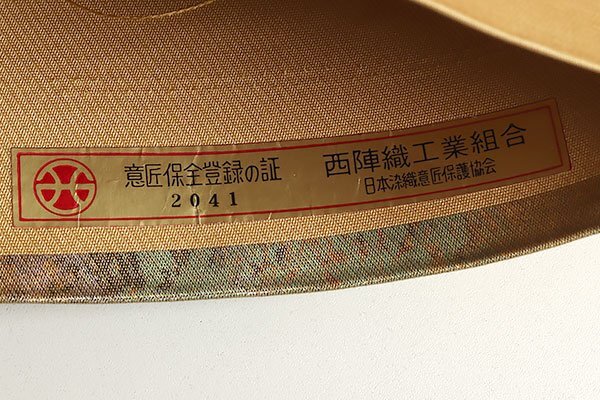 意匠保全登録の証
2041
西陣織工業組合
日本染織意匠保護協会